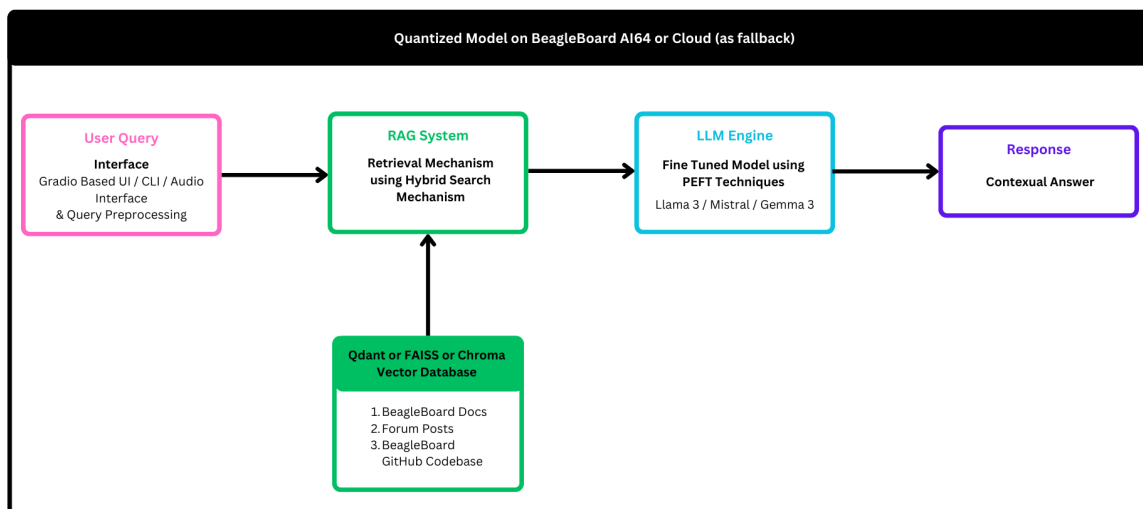 Quantized Model on BeagleBoard AI64 or Cloud (as fallback)
User Query
Interface
Gradio Based UI / CLI / Audio
Interface
& Query Preprocessing
RAG System
Retrieval Mechanism
using Hybrid Search
Mechanism
LLM Engine
Fine Tuned Model using
PEFT Techniques
Llama 3 / Mistral / Gemma 3
Response
Contexual Answer
Qdant or FAISS or Chroma
Vector Database
1. BeagleBoard Docs
2. Forum Posts
3. BeagleBoard
GitHub Codebase